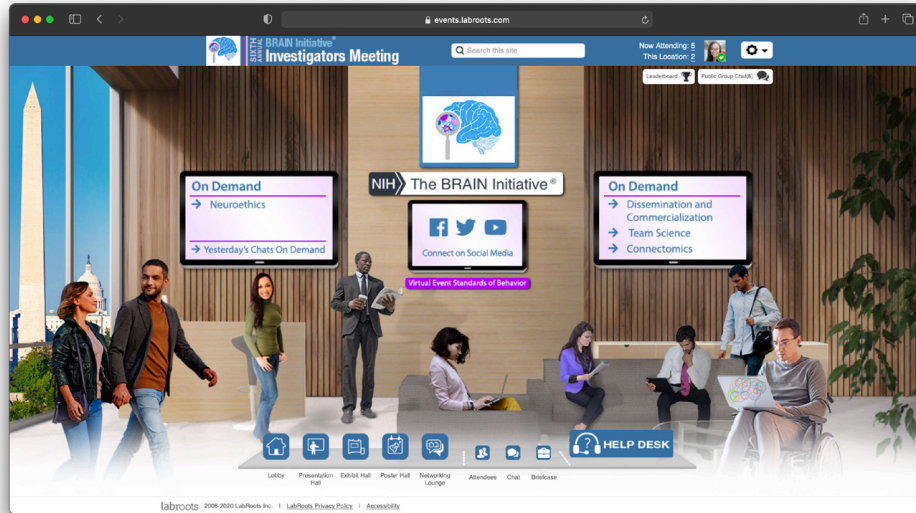 events.labroots.com
SIXTH ANNUAL
BRAIN Initiative®
Investigators Meeting
Search this site
Now Attending: 5
This Location: 2
Leaderboard
Public Group Chat(8)
On Demand
→ Neuroethics
→ Yesterday's Chats On Demand
NIH The BRAIN Initiative®
Connect on Social Media
Virtual Event Standards of Behavior
On Demand
→ Dissemination and
Commercialization
→ Team Science
→ Connectomics
HELP DESK
Lobby
Presentation
Hall
Exhibit Hall
Poster Hall
Networking
Lounge
Attendees
Chat
Briefcase
labroots 2008-2020 LabRoots Inc. | LabRoots Privacy Policy | Accessibility